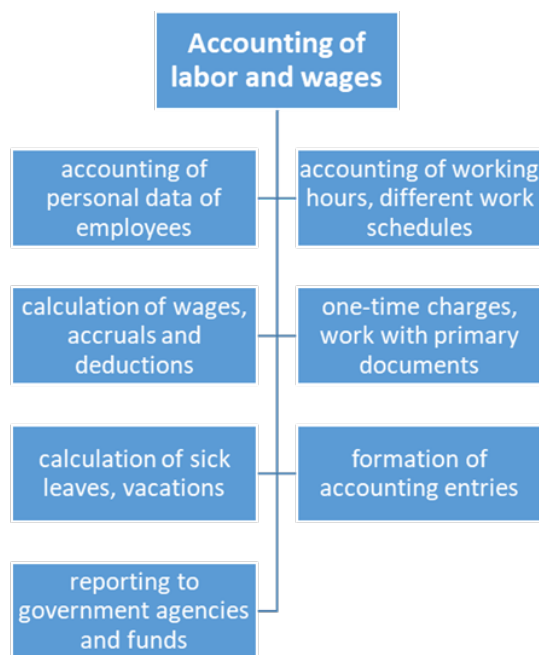 Accounting of
labor and wages
accounting of
personal data of
employees
accounting of working
hours, different work
schedules
calculation of wages,
accruals and
deductions
one-time charges,
work with primary
documents
calculation of sick
leaves, vacations
formation of
accounting entries
reporting to
government agencies
and funds